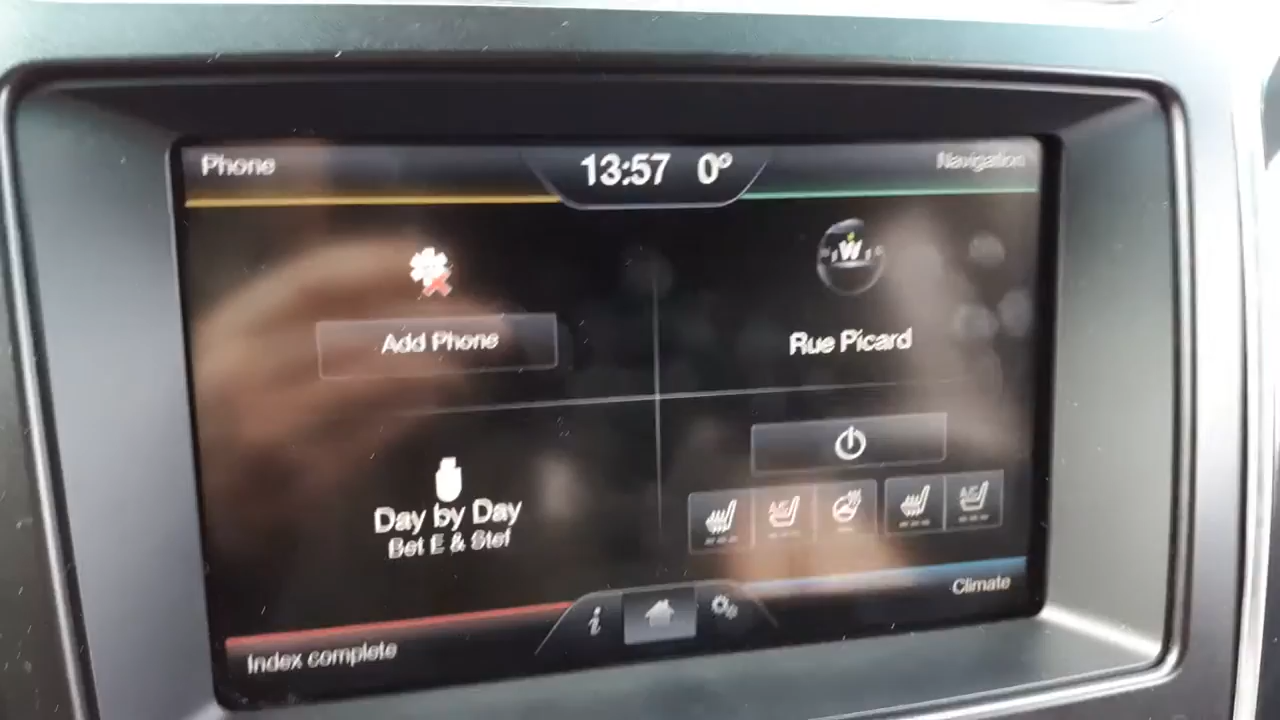 Phone
13:57 0°
Navigation
W
Add Phone
Rue Picard
Day by Day
Bet E & Stef
Climate
Index complete